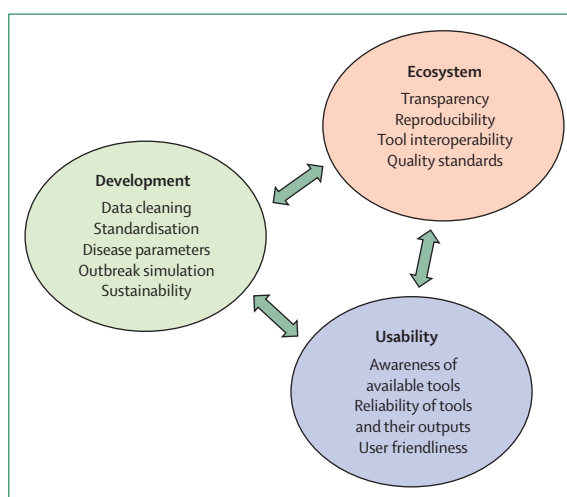 Ecosystem
Transparency
Reproducibility
Tool interoperability
Quality standards
Development
Data cleaning
Standardisation
Disease parameters
Outbreak simulation
Sustainability
Usability
Awareness of
available tools
Reliability of tools
and their outputs
User friendliness